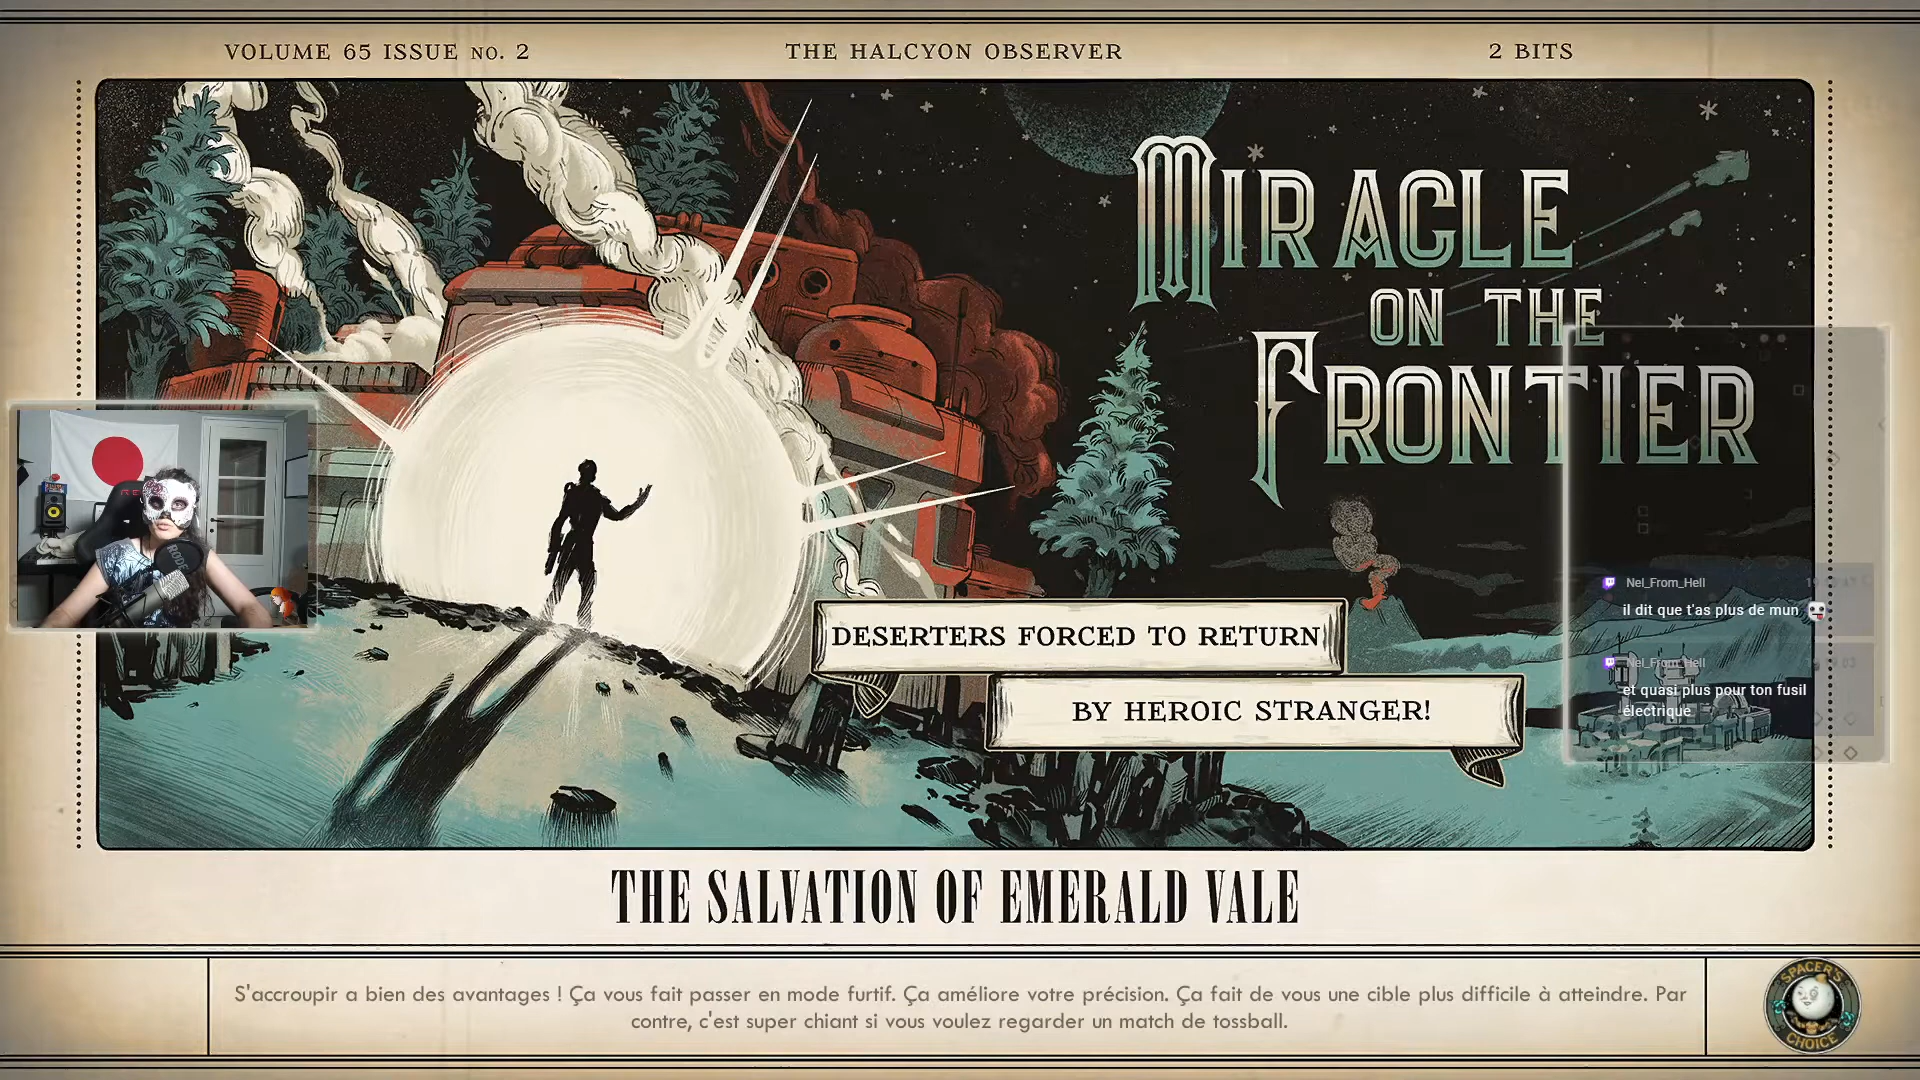 VOLUME 65 ISSUE NO. 2
THE HALCYON OBSERVER
2 BITS
MIRACLE
ON THE
FRONTIER
DESERTERS FORCED TO RETURN
BY HEROIC STRANGER!
Nel_From_Hell
il dit que t'as plus de mun
Nel_From_Hell
et quasi plus pour ton fusil
électrique
RODE
THE SALVATION OF EMERALD VALE
S'accroupir a bien des avantages ! Ça vous fait passer en mode furtif. Ça améliore votre précision. Ça fait de vous une cible plus difficile à atteindre. Par
contre, c'est super chiant si vous voulez regarder un match de tossball.
SPACER'S
CHOICE